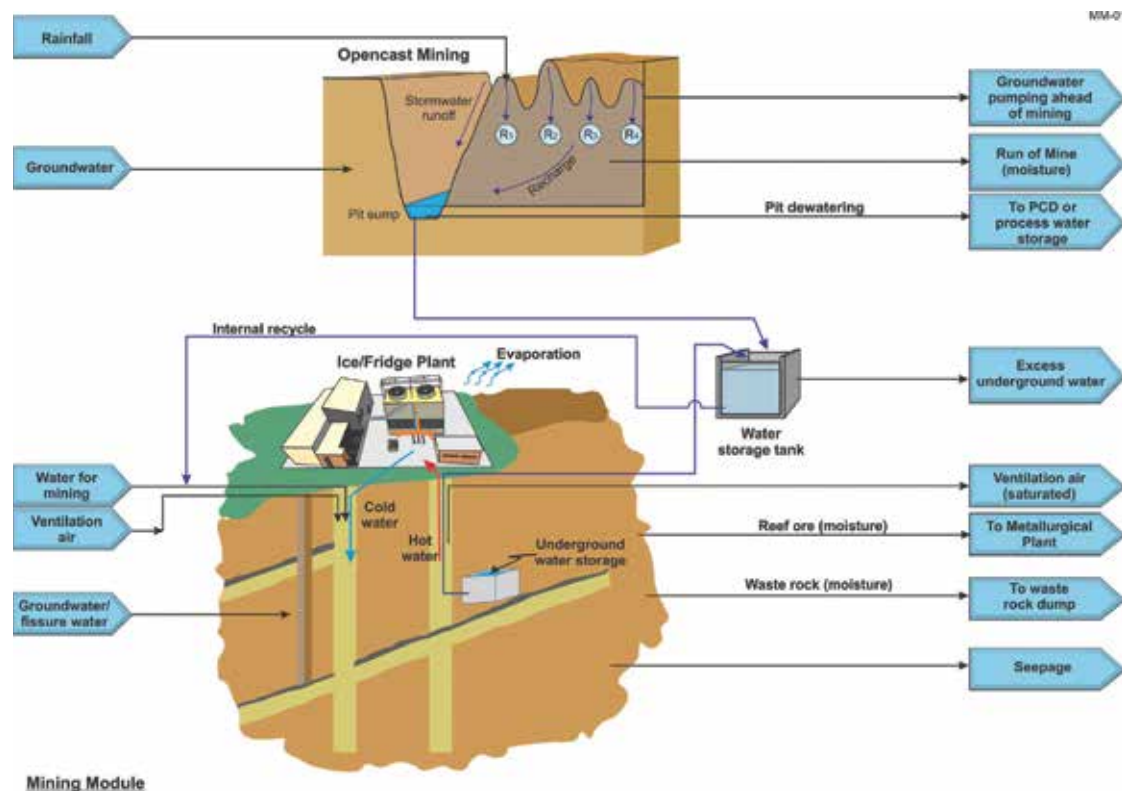 MM-0
Rainfall
Opencast Mining
Stormwater
runoff
R1
R2
R3
R4
Recharge
Groundwater
Pit sump
Pit dewatering
Groundwater
pumping ahead
of mining
Run of Mine
(moisture)
To PCD or
process water
storage
Internal recycle
Ice/Fridge Plant
Evaporation
Water
storage tank
Excess
underground water
Water for
mining
Ventilation
air
Cold
water
Hot
water
Underground
water storage
Ventilation air
(saturated)
Reef ore (moisture)
To Metallurgical
Plant
Groundwater/
fissure water
Waste rock (moisture)
To waste
rock dump
Seepage
Mining Module